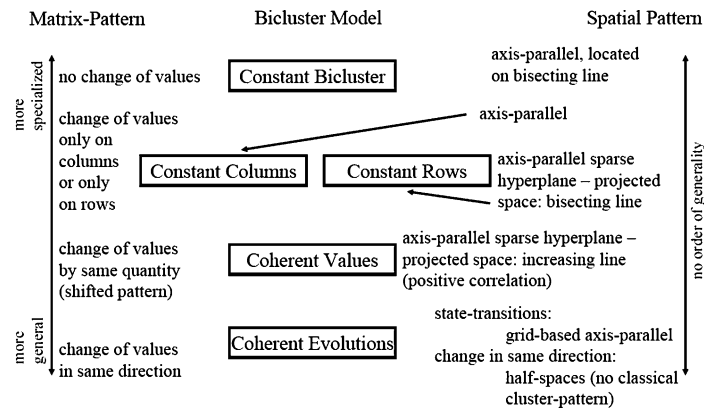 Matrix-Pattern
Bicluster Model
Spatial Pattern
more
specialized
no change of values
Constant Bicluster
axis-parallel, located
on bisecting line
change of values
only on
columns
or only
on rows
axis-parallel
Constant Columns
Constant Rows
axis-parallel sparse
hyperplane – projected
space: bisecting line
no order of generality
change of values
by same quantity
(shifted pattern)
Coherent Values
axis-parallel sparse hyperplane –
projected space: increasing line
(positive correlation)
more
general
change of values
in same direction
Coherent Evolutions
state-transitions:
grid-based axis-parallel
change in same direction:
half-spaces (no classical
cluster-pattern)